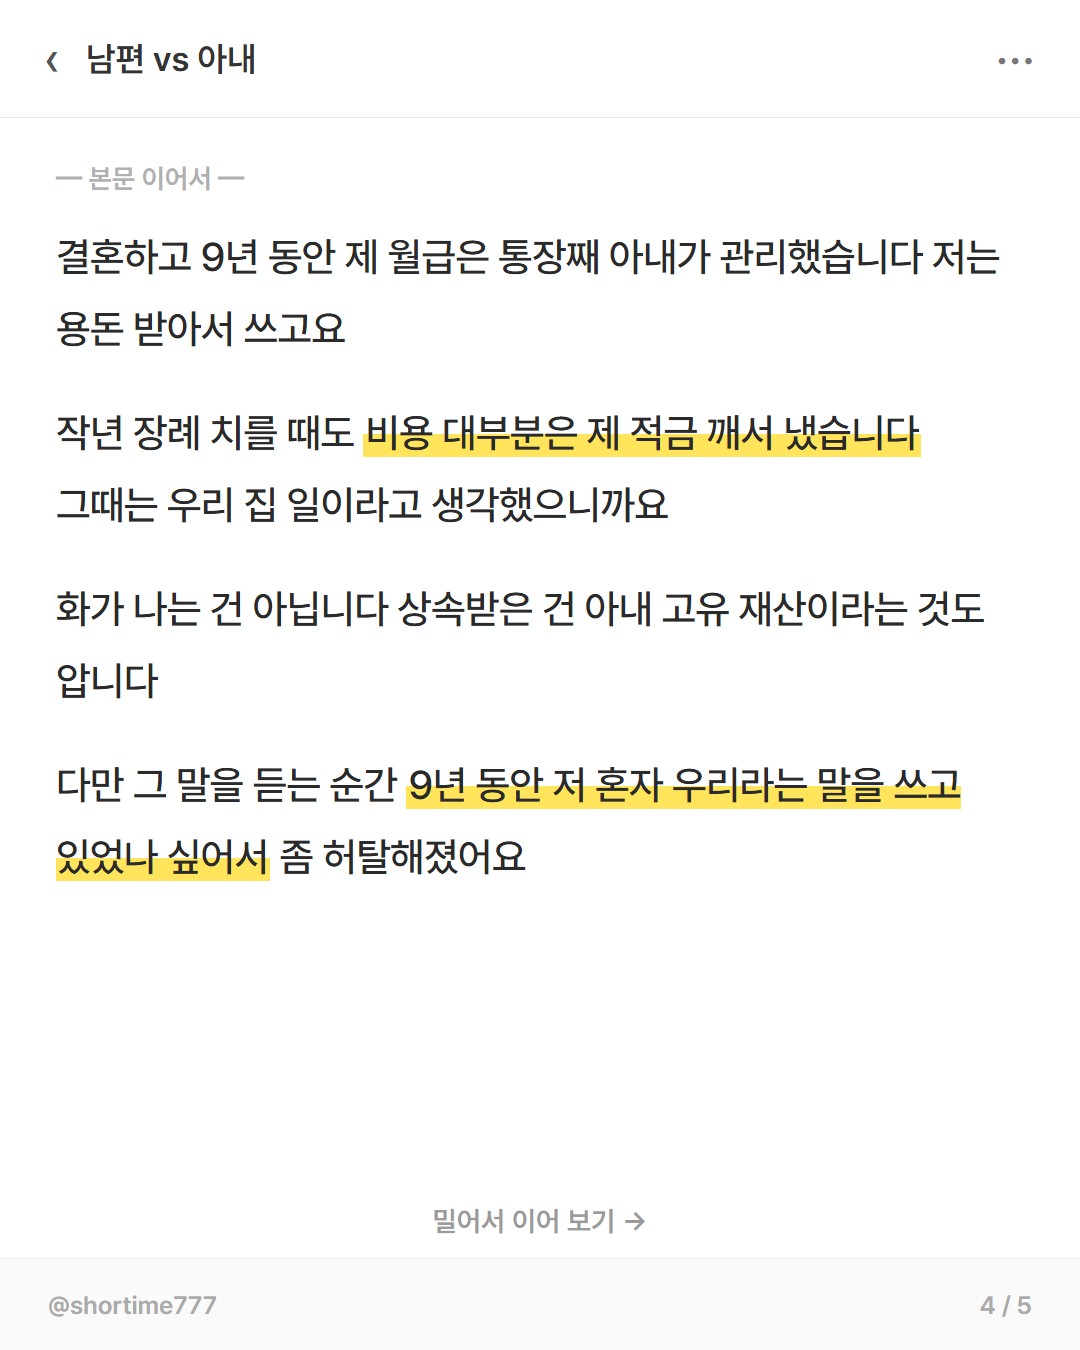 ‹ 남편 vs 아내 •••
— 본문 이어서 —
결혼하고 9년 동안 제 월급은 통장째 아내가 관리했습니다 저는
용돈 받아서 쓰고요
작년 장례 치를 때도 비용 대부분은 제 적금 깨서 냈습니다
그때는 우리 집 일이라고 생각했으니까요
화가 나는 건 아닙니다 상속받은 건 아내 고유 재산이라는 것도
압니다
다만 그 말을 듣는 순간 9년 동안 저 혼자 우리라는 말을 쓰고
있었나 싶어서 좀 허탈해졌어요
밀어서 이어 보기 →
@shortime777 4 / 5